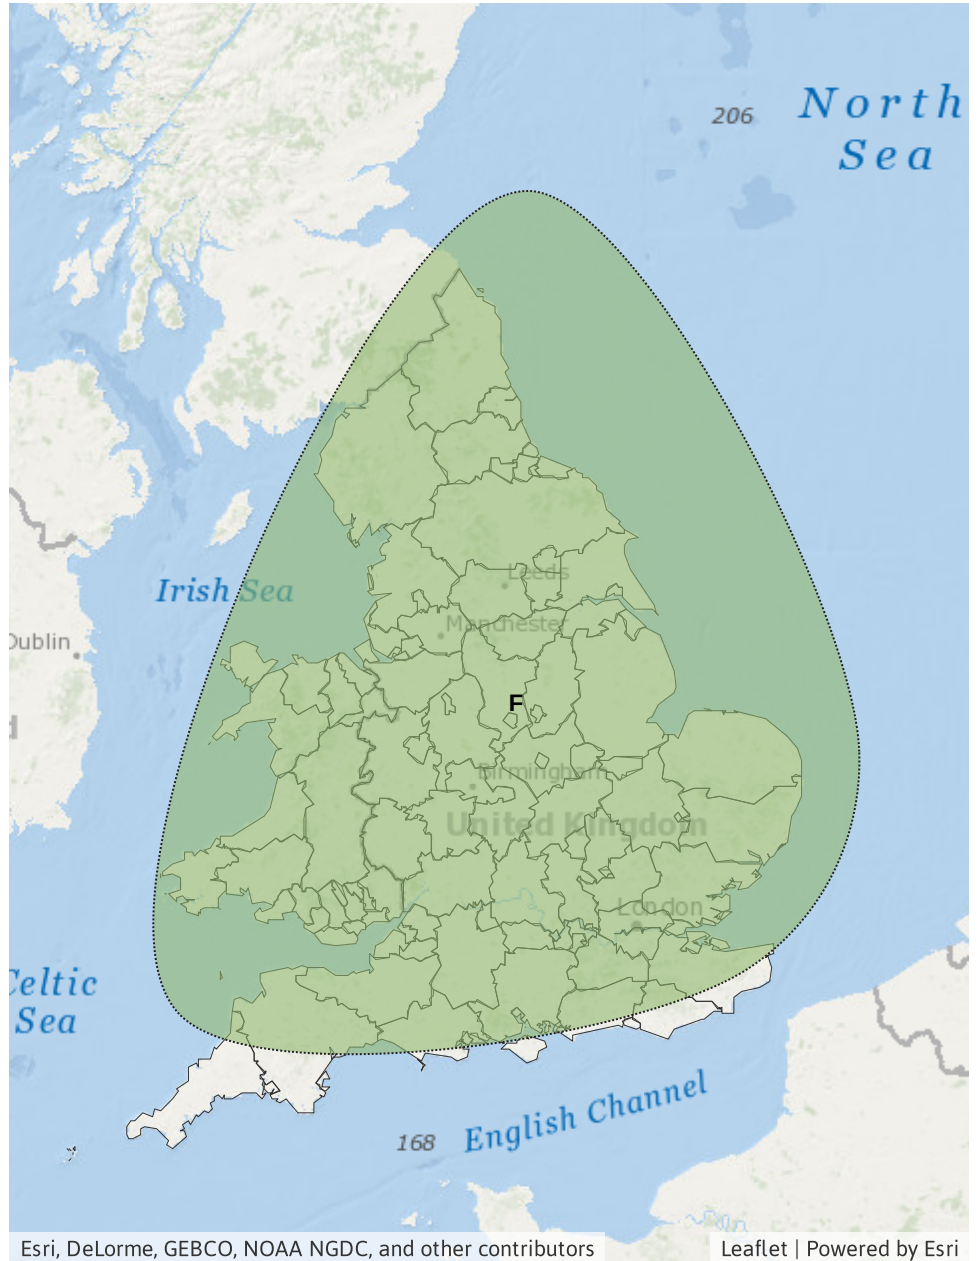 North
Sea
206
Irish Sea
Leeds
Manchester
Dublin
F
d
Birmingham
United Kingdom
London
Celtic
Sea
English Channel
168
Esri, DeLorme, GEBCO, NOAA NGDC, and other contributors
Leaflet | Powered by Esri